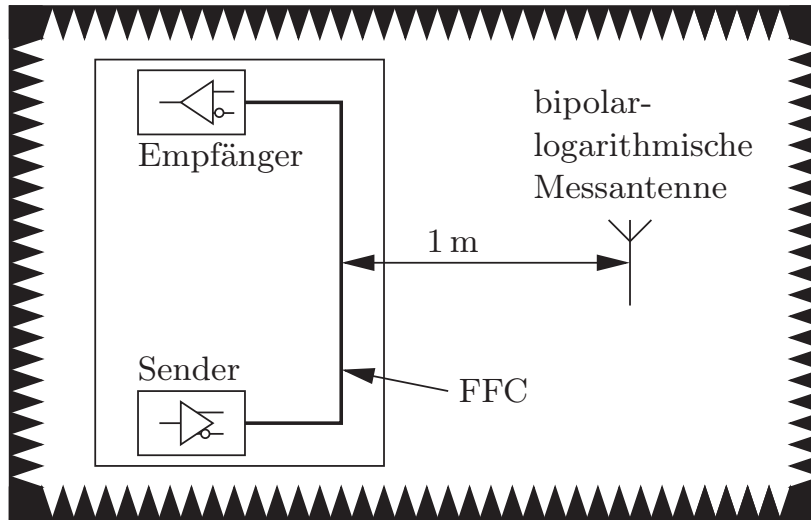 Empfänger
bipolar-
logarithmische
Messantenne
1 m
Sender
FFC